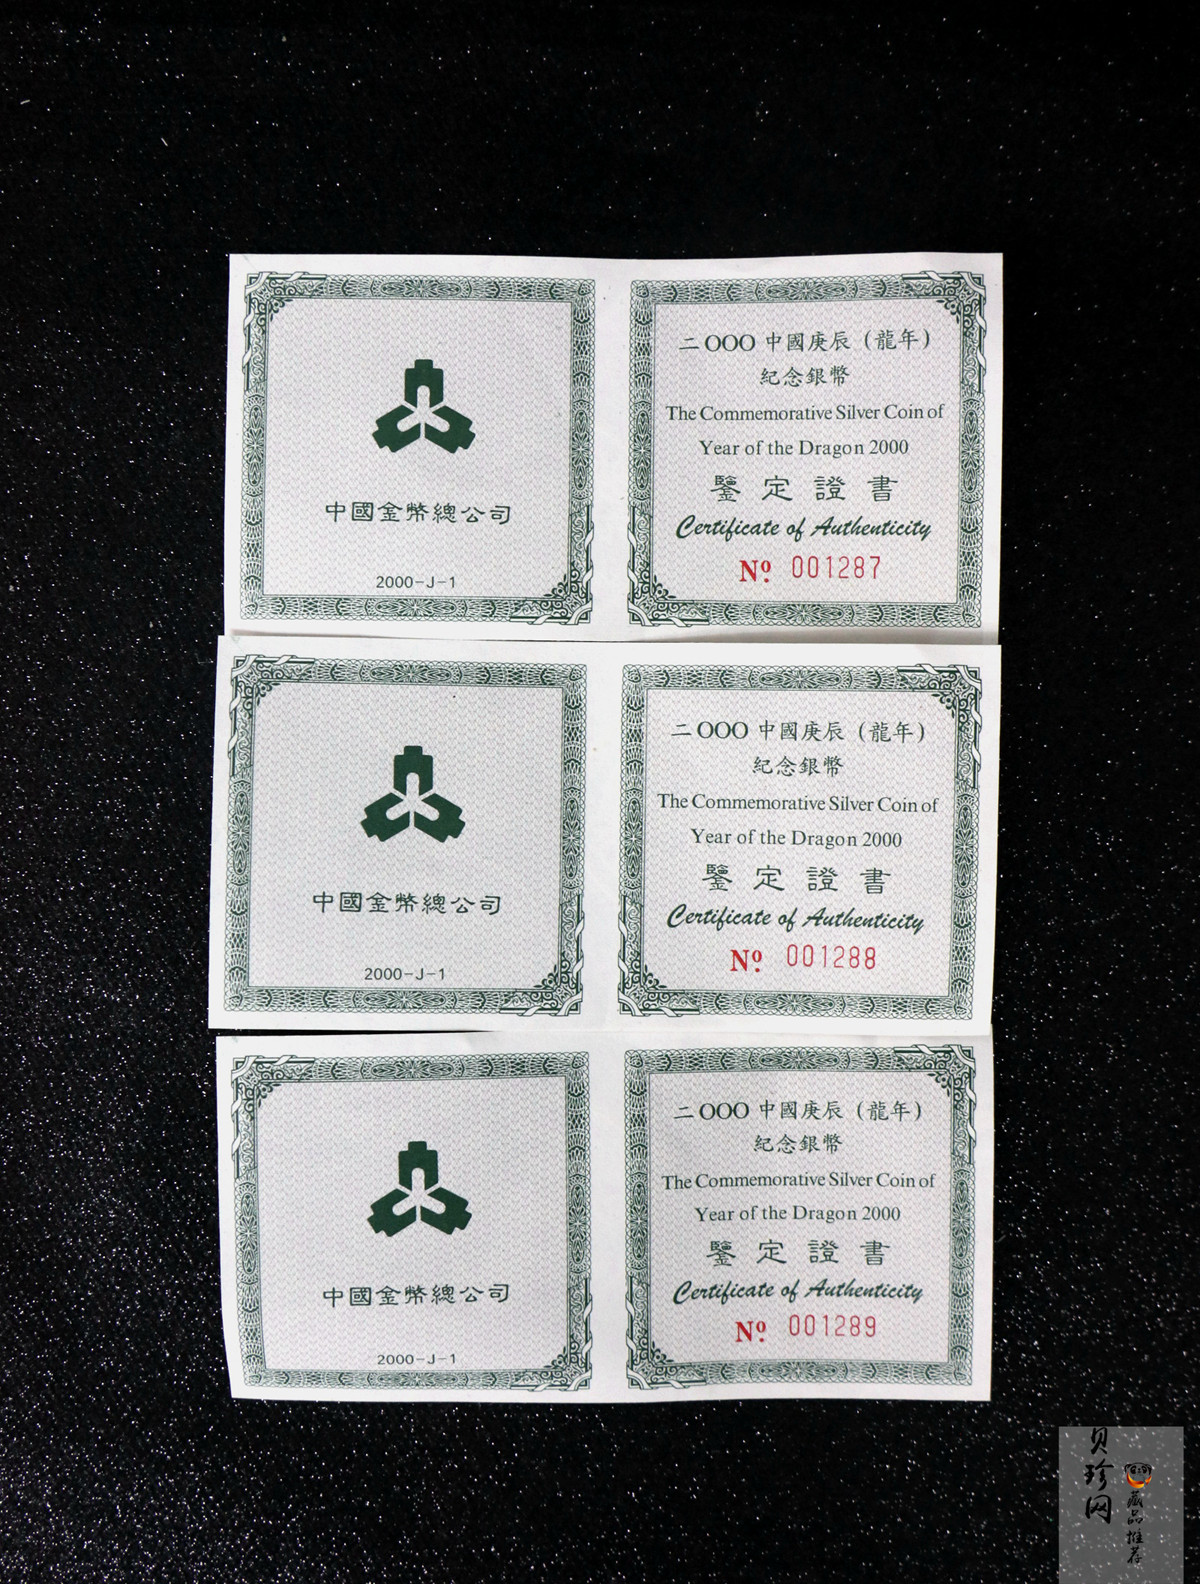 中國金幣總公司
2000-J-1
二OOO 中國庚辰（龍年）
紀念銀幣
The Commemorative Silver Coin of
Year of the Dragon 2000
鑒定證書
Certificate of Authenticity
Nº 001287
中國金幣總公司
2000-J-1
二OOO 中國庚辰（龍年）
紀念銀幣
The Commemorative Silver Coin of
Year of the Dragon 2000
鑒定證書
Certificate of Authenticity
Nº 001288
中國金幣總公司
2000-J-1
二OOO 中國庚辰（龍年）
紀念銀幣
The Commemorative Silver Coin of
Year of the Dragon 2000
鑒定證書
Certificate of Authenticity
Nº 001289
贝珍网
藏品推荐